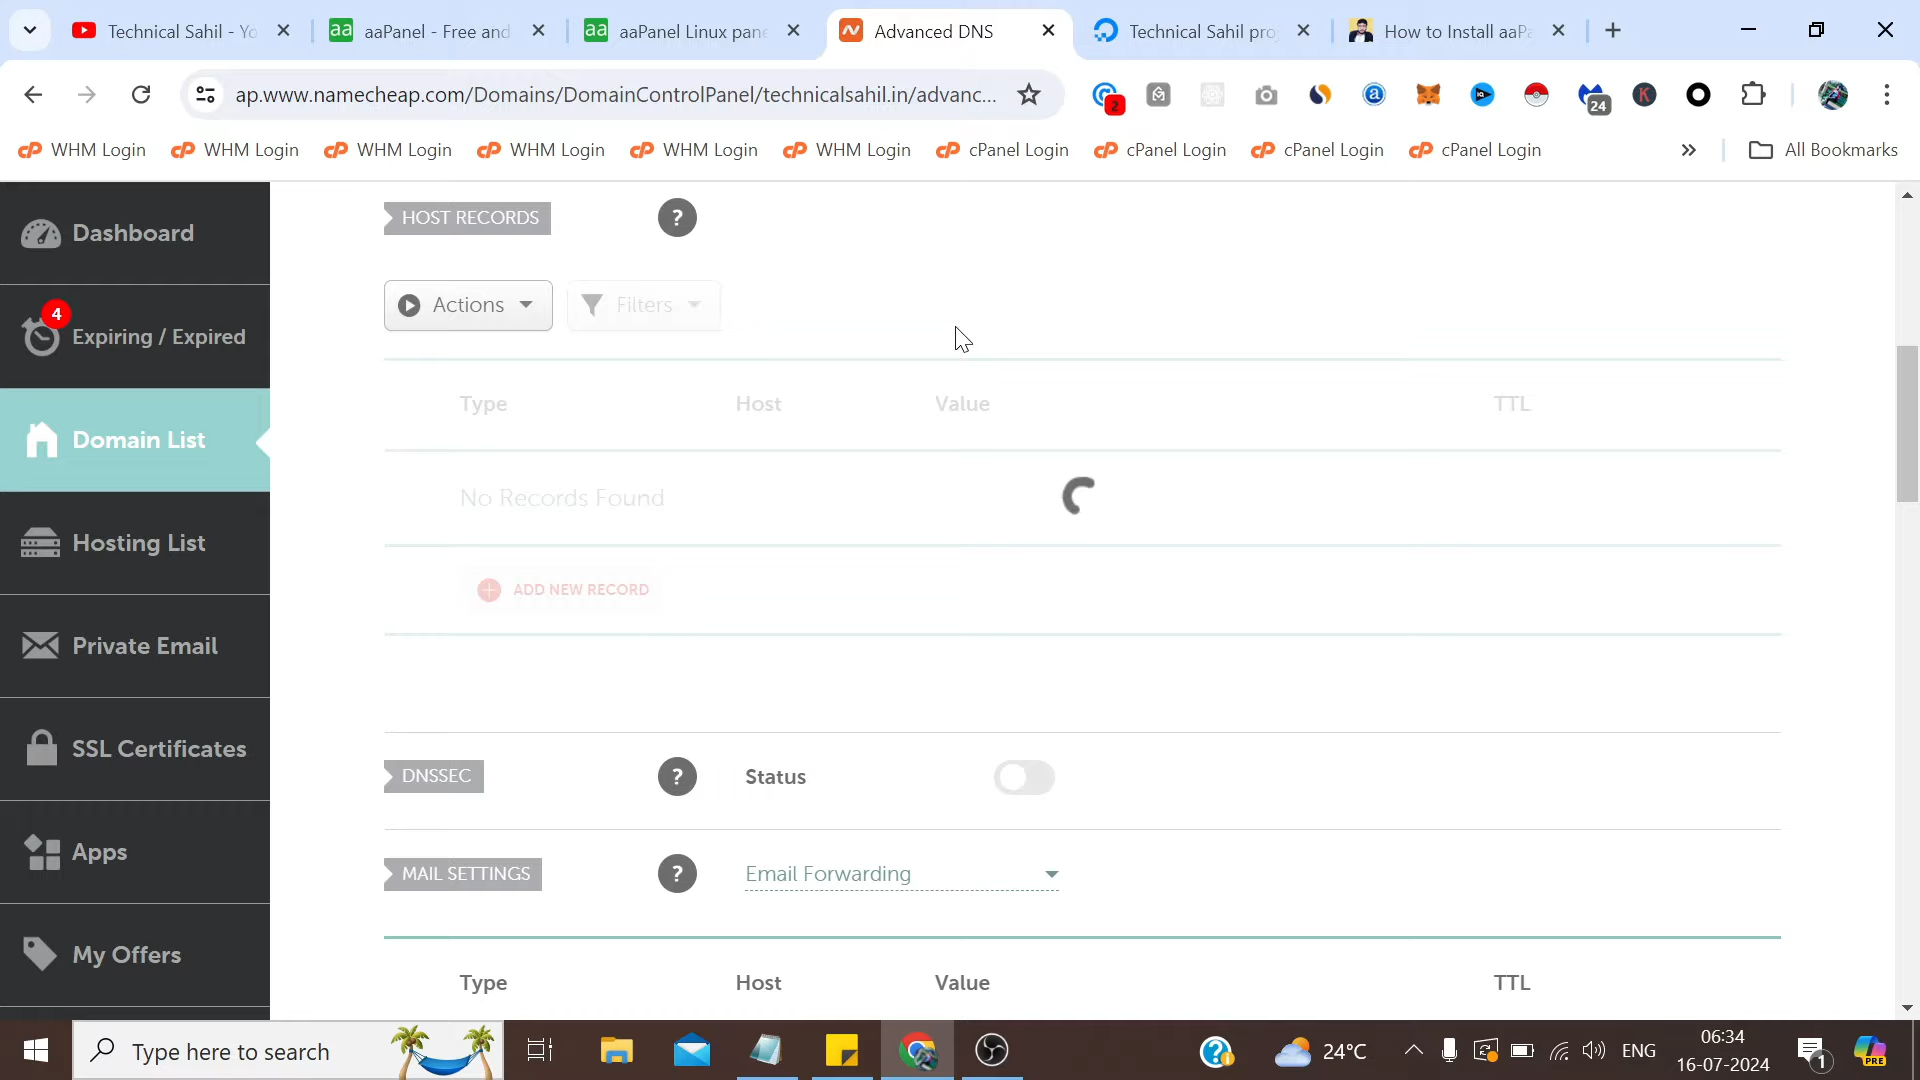 Technical Sahil - Yo
aaPanel - Free and
aaPanel Linux pane
Advanced DNS
Technical Sahil pro
How to Install aaPa
ap.www.namecheap.com/Domains/DomainControlPanel/technicalsahil.in/advanc...
2
24
WHM Login
WHM Login
WHM Login
WHM Login
WHM Login
WHM Login
cPanel Login
cPanel Login
cPanel Login
cPanel Login
All Bookmarks
Dashboard
4
Expiring / Expired
Domain List
Hosting List
Private Email
SSL Certificates
Apps
My Offers
HOST RECORDS
?
Actions
Filters
Type Host Value TTL
No Records Found
ADD NEW RECORD
DNSSEC
?
Status
MAIL SETTINGS
?
Email Forwarding
Type Host Value TTL
Type here to search
24°C
ENG
06:34
16-07-2024
1
PRE